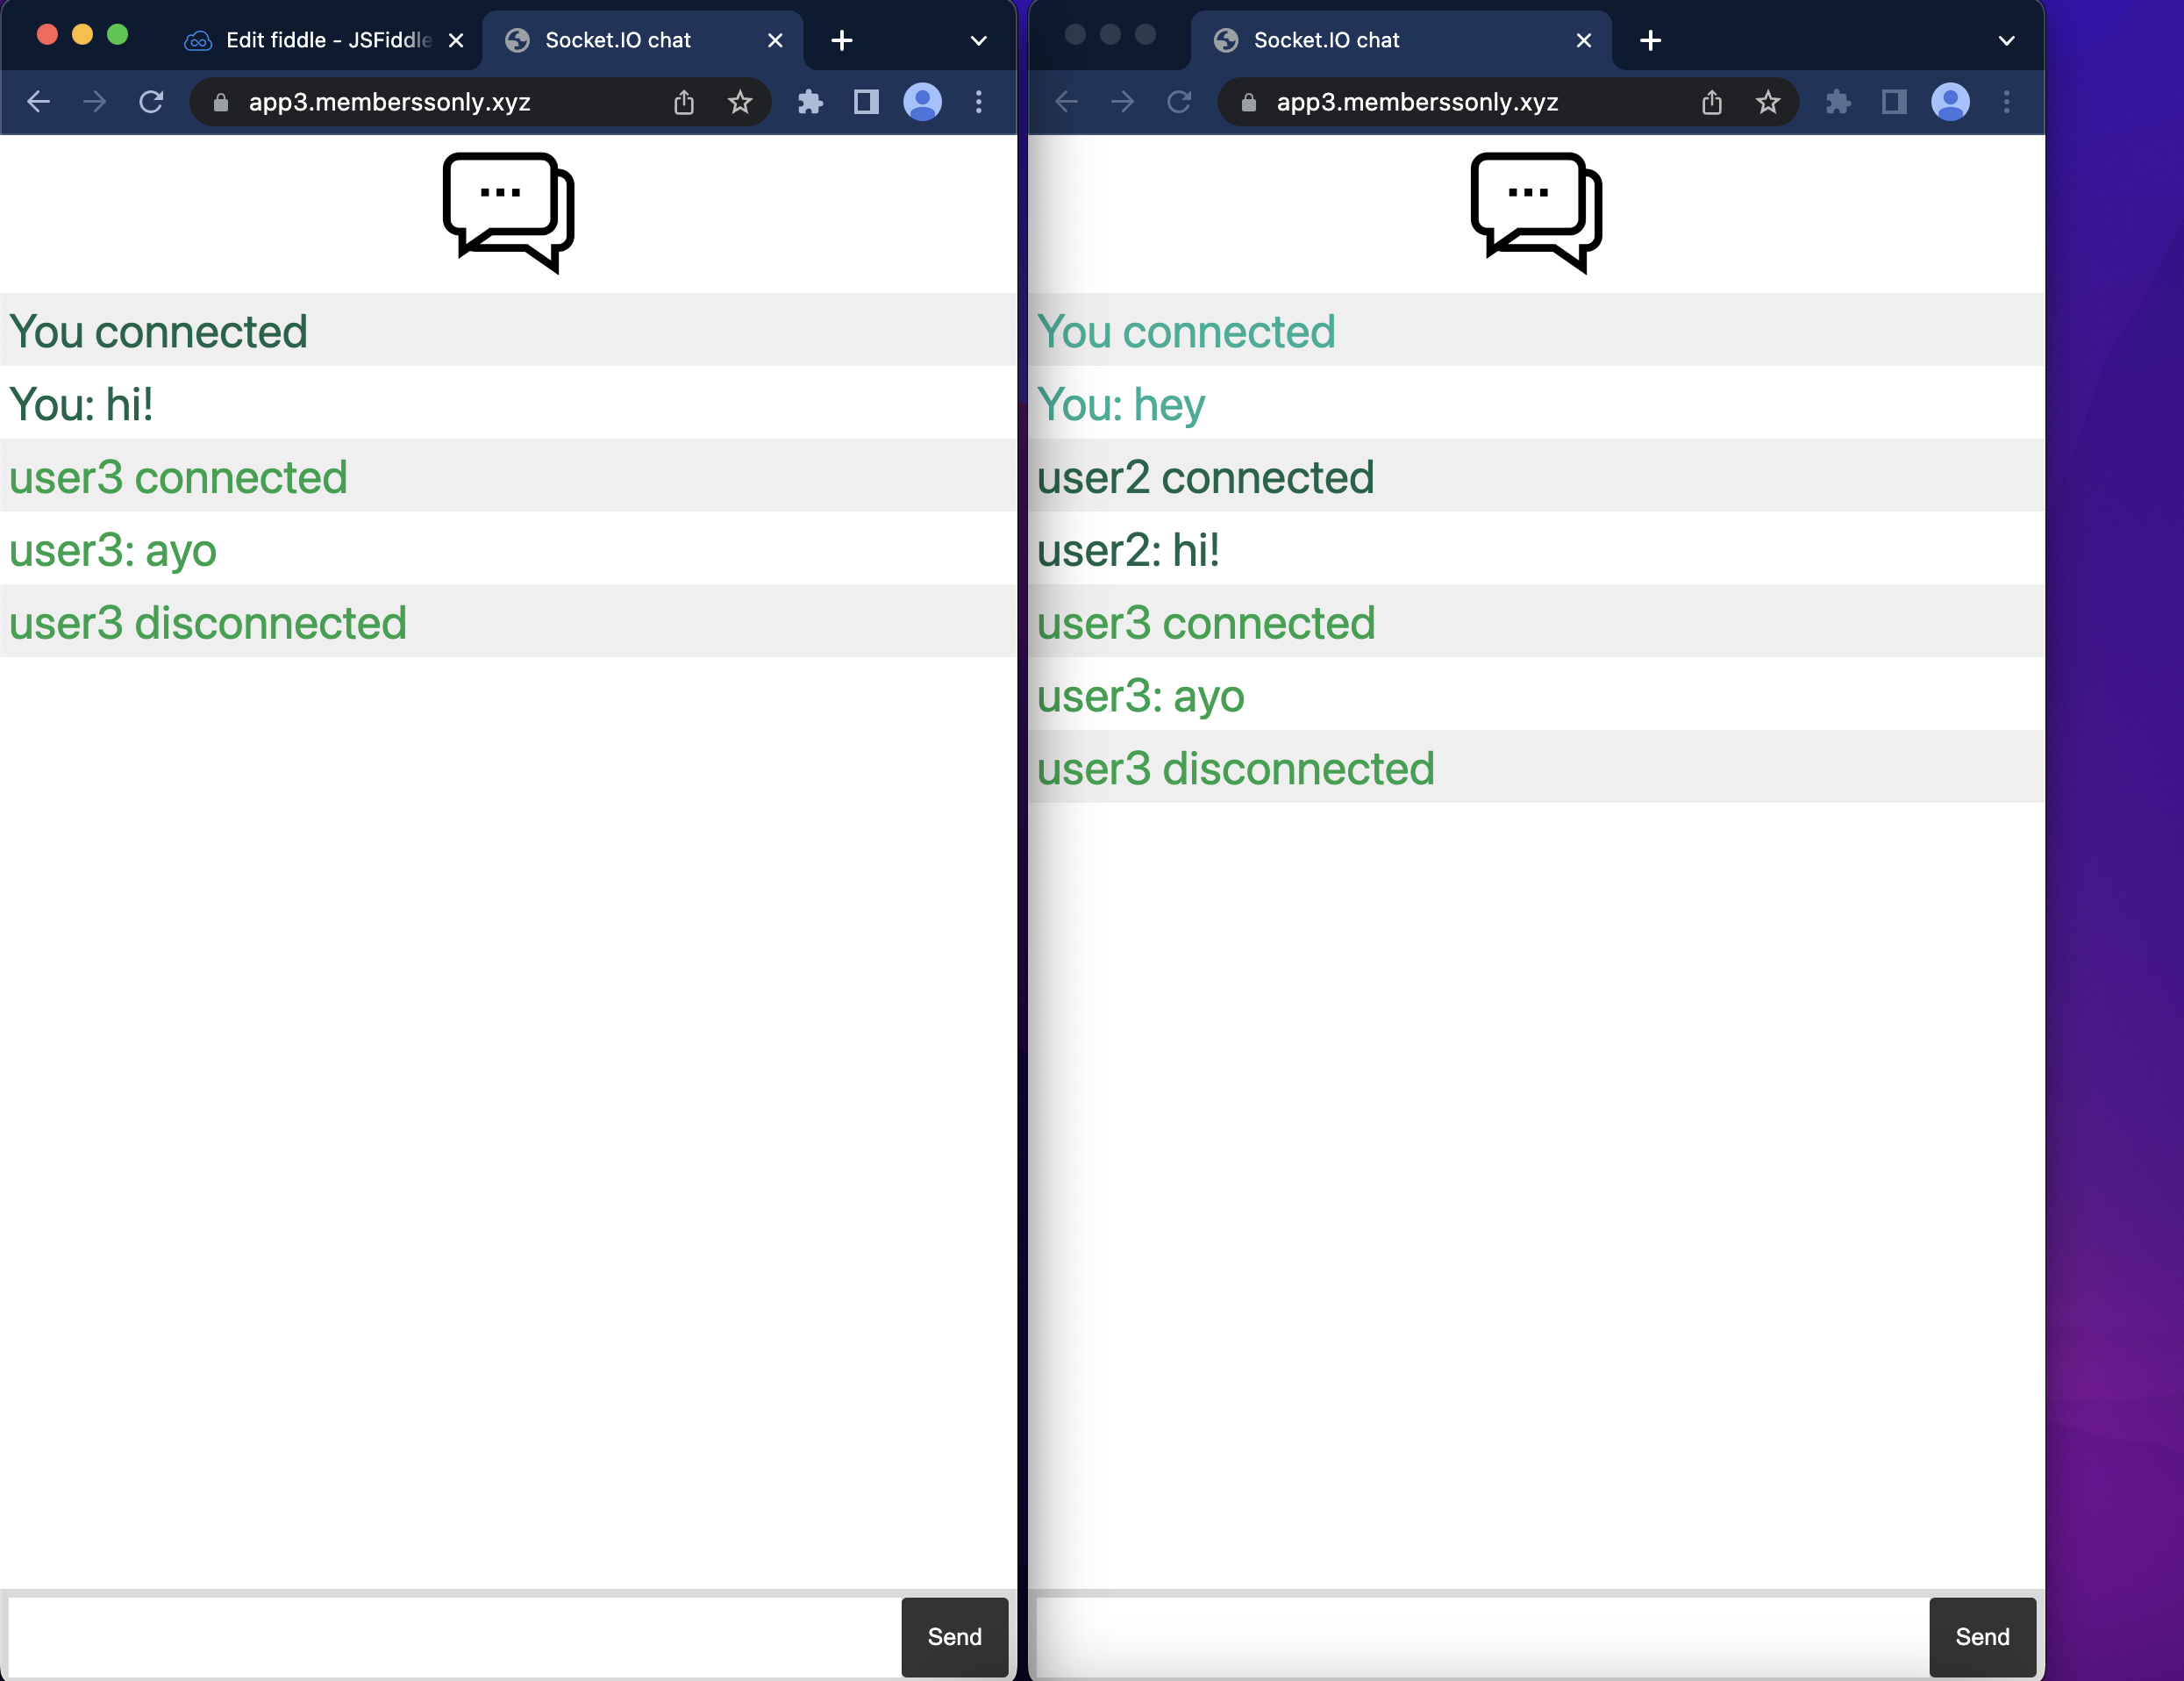 Edit fiddle - JSFiddle
Socket.IO chat
app3.memberssonly.xyz
You connected
You: hi!
user3 connected
user3: ayo
user3 disconnected
Send
Socket.IO chat
app3.memberssonly.xyz
You connected
You: hey
user2 connected
user2: hi!
user3 connected
user3: ayo
user3 disconnected
Send